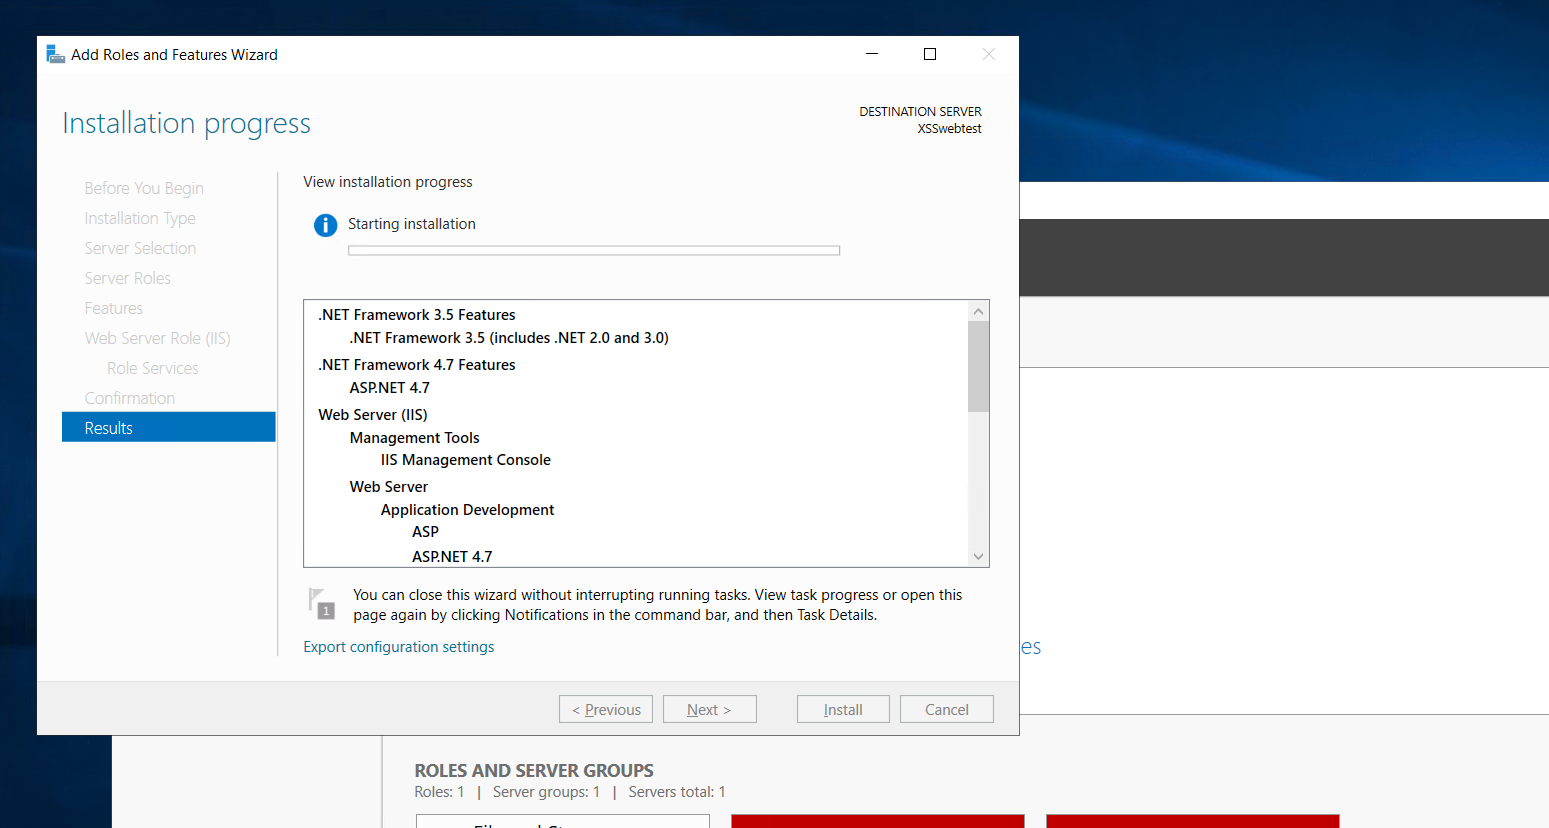 Add Roles and Features Wizard
Installation progress
DESTINATION SERVER
XSSwebtest
Before You Begin
Installation Type
Server Selection
Server Roles
Features
Web Server Role (IIS)
Role Services
Confirmation
Results
View installation progress
Starting installation
.NET Framework 3.5 Features
.NET Framework 3.5 (includes .NET 2.0 and 3.0)
.NET Framework 4.7 Features
ASP.NET 4.7
Web Server (IIS)
Management Tools
IIS Management Console
Web Server
Application Development
ASP
ASP.NET 4.7
1
You can close this wizard without interrupting running tasks. View task progress or open this
page again by clicking Notifications in the command bar, and then Task Details.
Export configuration settings
es
< Previous
Next >
Install
Cancel
ROLES AND SERVER GROUPS
Roles: 1 | Server groups: 1 | Servers total: 1